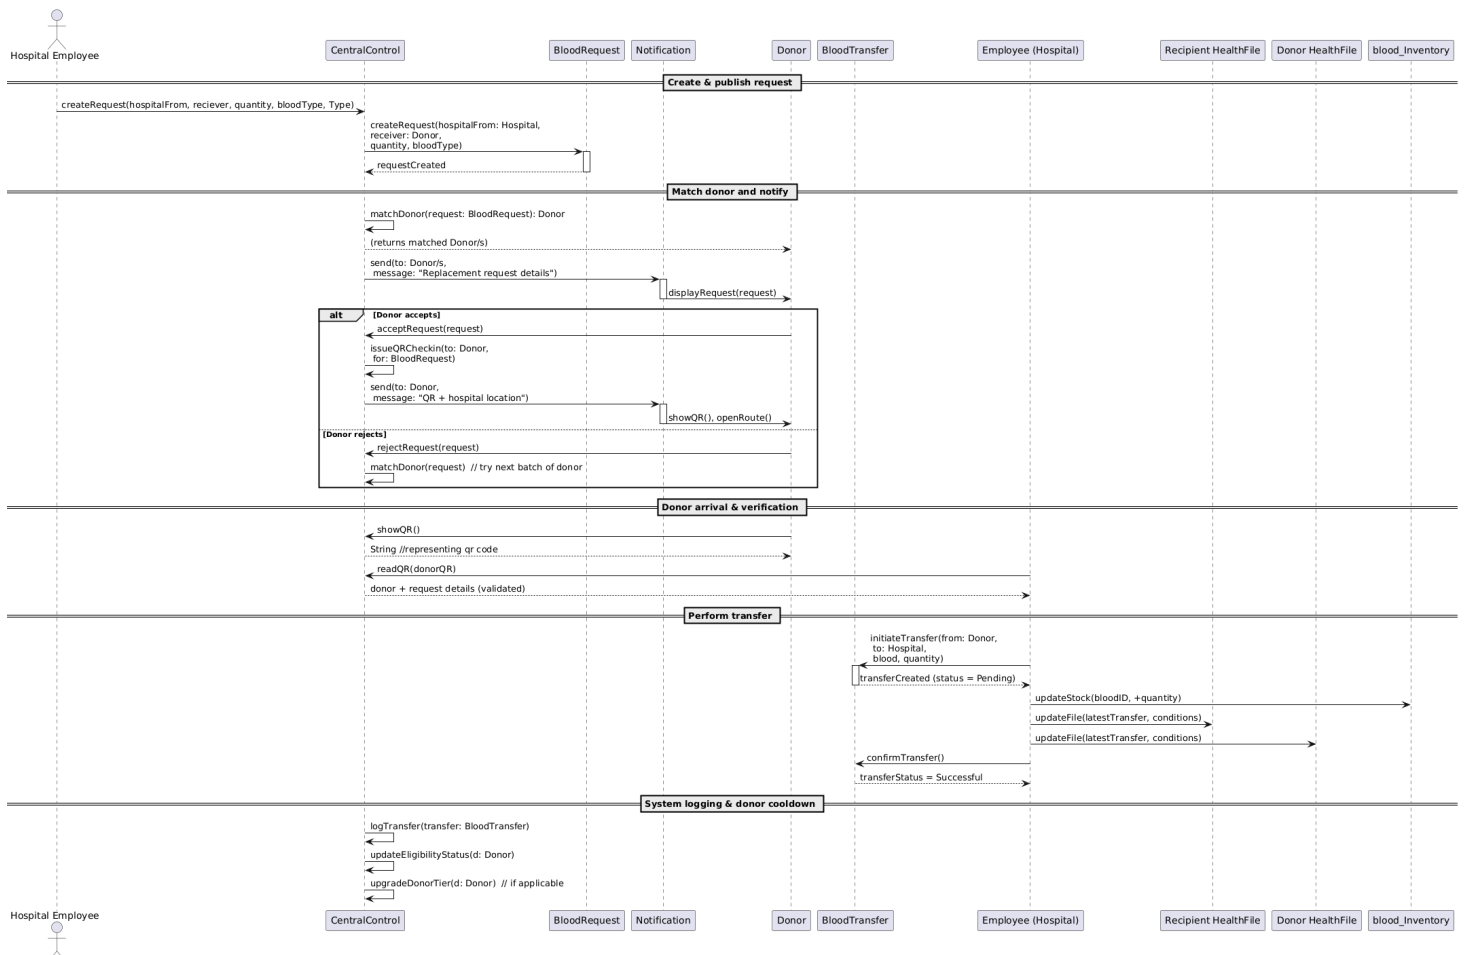 Hospital Employee
CentralControl
BloodRequest
Notification
Donor
BloodTransfer
Employee (Hospital)
Recipient HealthFile
Donor HealthFile
blood_Inventory
Create & publish request
createRequest(hospitalFrom, reciever, quantity, bloodType, Type)
createRequest(hospitalFrom: Hospital,
receiver: Donor,
quantity, bloodType)
requestCreated
Match donor and notify
matchDonor(request: BloodRequest): Donor
(returns matched Donor/s)
send(to: Donor/s,
message: "Replacement request details")
displayRequest(request)
alt
[Donor accepts]
acceptRequest(request)
issueQRCheckin(to: Donor,
for: BloodRequest)
send(to: Donor,
message: "QR + hospital location")
showQR(), openRoute()
[Donor rejects]
rejectRequest(request)
matchDonor(request)  // try next batch of donor
Donor arrival & verification
showQR()
String //representing qr code
readQR(donorQR)
donor + request details (validated)
Perform transfer
initiateTransfer(from: Donor,
to: Hospital,
blood, quantity)
transferCreated (status = Pending)
updateStock(bloodID, +quantity)
updateFile(latestTransfer, conditions)
updateFile(latestTransfer, conditions)
confirmTransfer()
transferStatus = Successful
System logging & donor cooldown
logTransfer(transfer: BloodTransfer)
updateEligibilityStatus(d: Donor)
upgradeDonorTier(d: Donor)  // if applicable
Hospital Employee
CentralControl
BloodRequest
Notification
Donor
BloodTransfer
Employee (Hospital)
Recipient HealthFile
Donor HealthFile
blood_Inventory